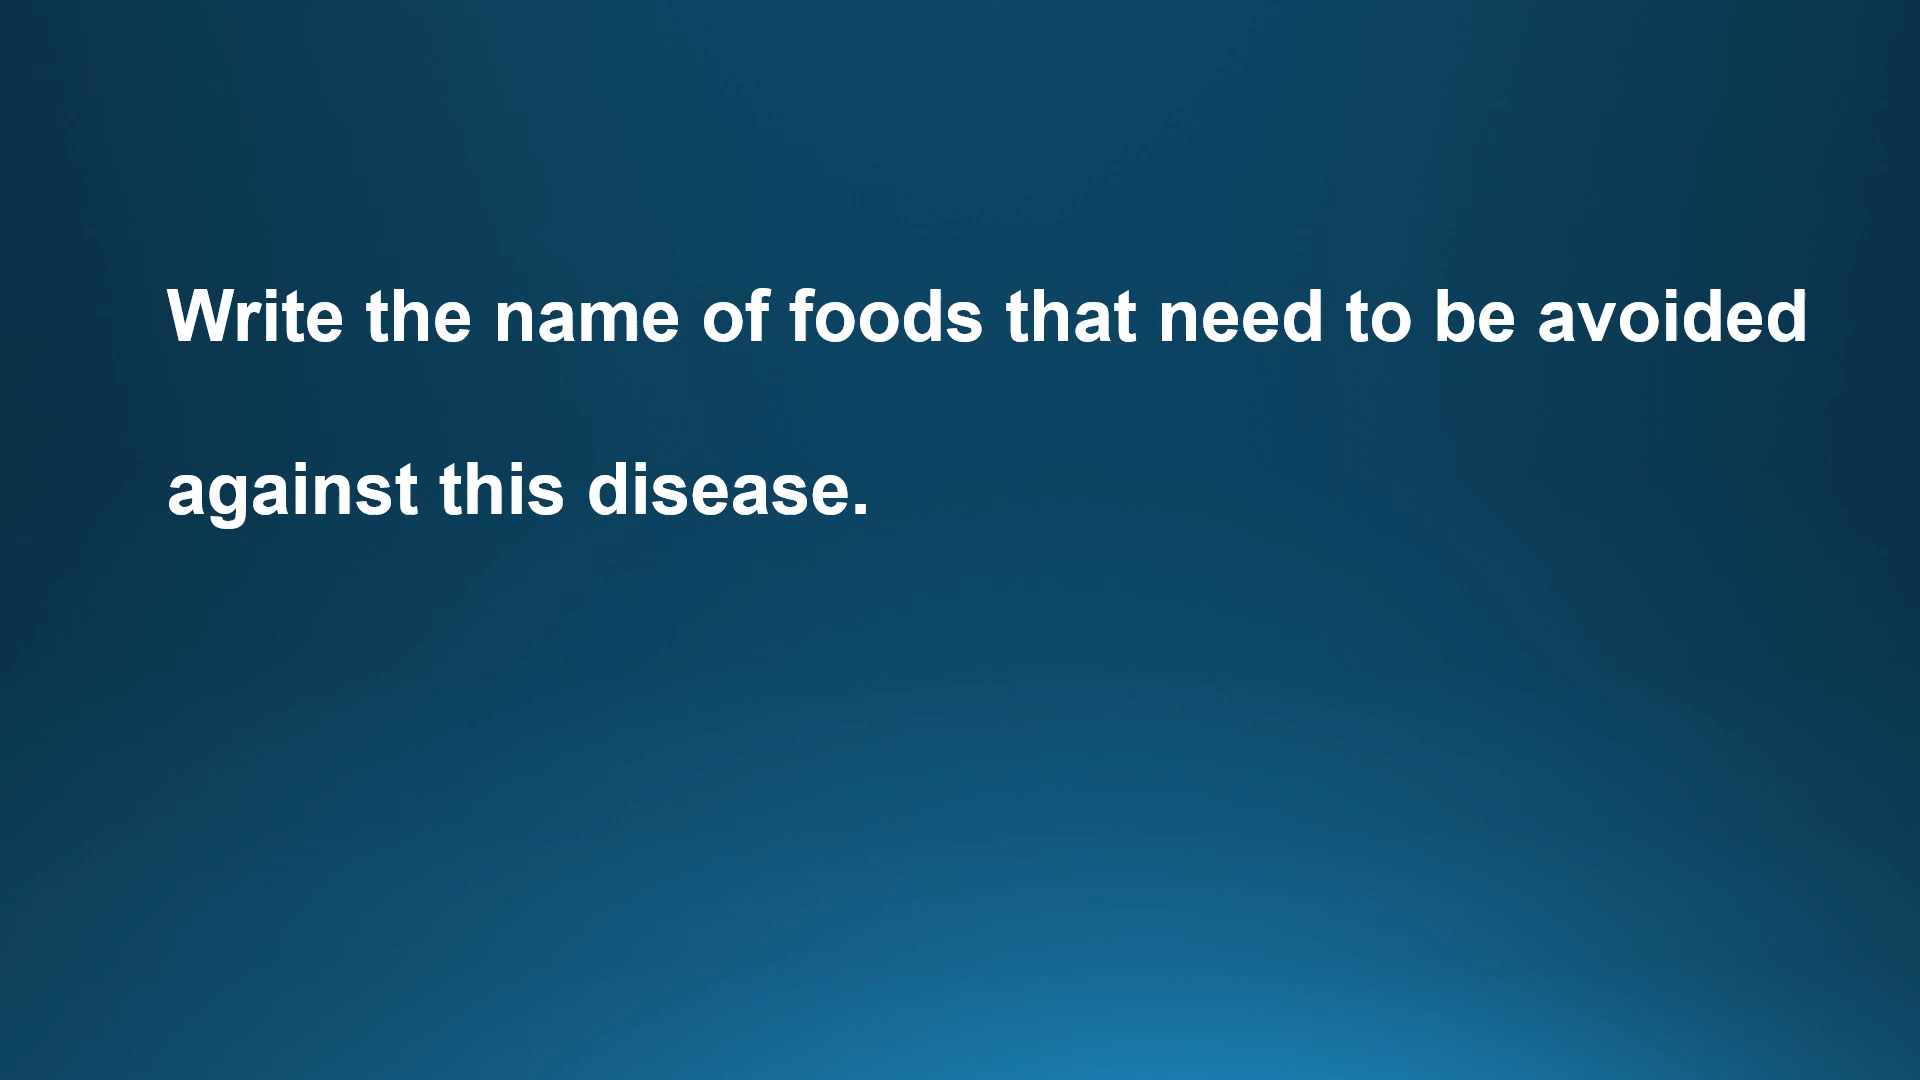 Write the name of foods that need to be avoided
against this disease.